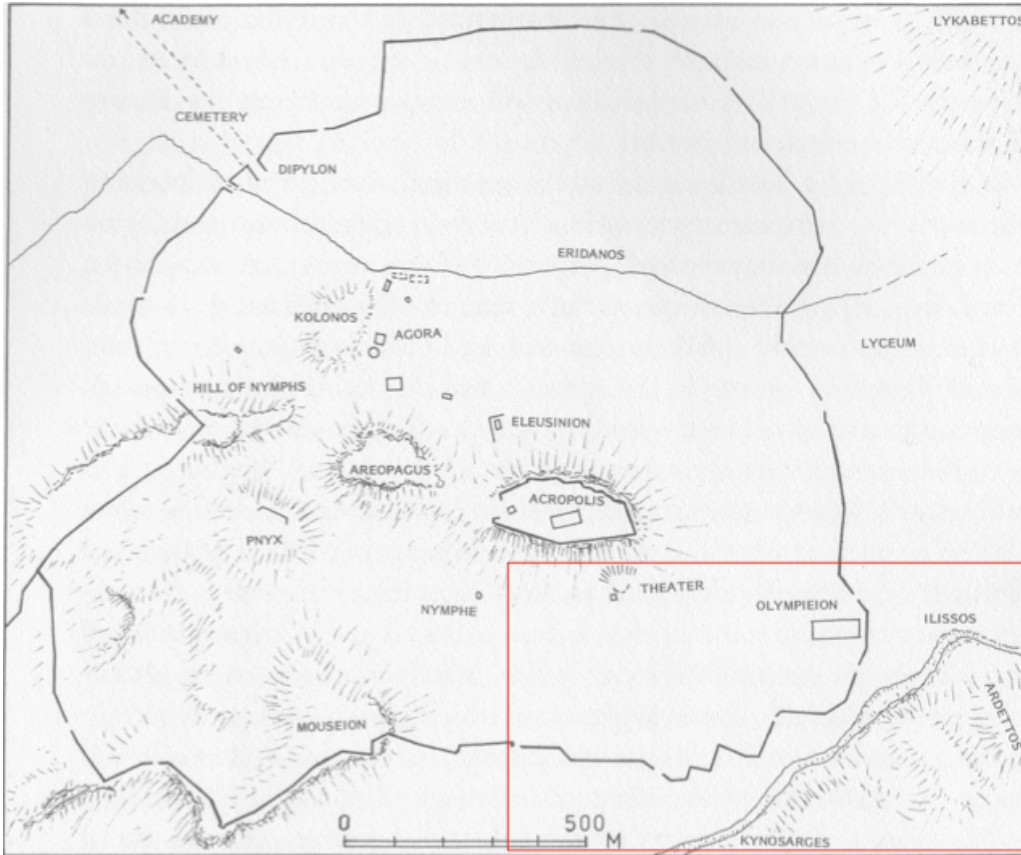 ACADEMY
LYKABETTOS
CEMETERY
DIPYLON
ERIDANOS
KOLONOS
AGORA
LYCEUM
HILL OF NYMPHS
ELEUSINION
AREOPAGUS
ACROPOLIS
PNYX
THEATER
NYMPHE
OLYMPIEION
ILISSOS
ARDETTOS
MOUSEION
0 500
M
KYNOSARGES